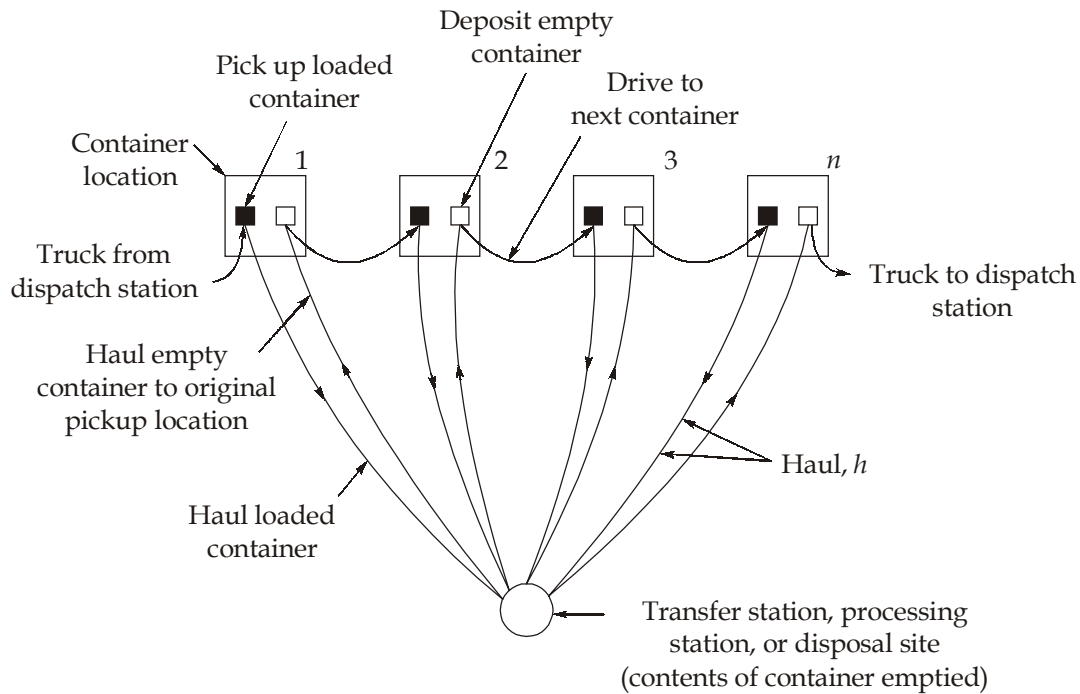 Deposit empty
container
Pick up loaded
container
Drive to
next container
Container
location
1
2
3
n
Truck from
dispatch station
Truck to dispatch
station
Haul empty
container to original
pickup location
Haul, h
Haul loaded
container
Transfer station, processing
station, or disposal site
(contents of container emptied)